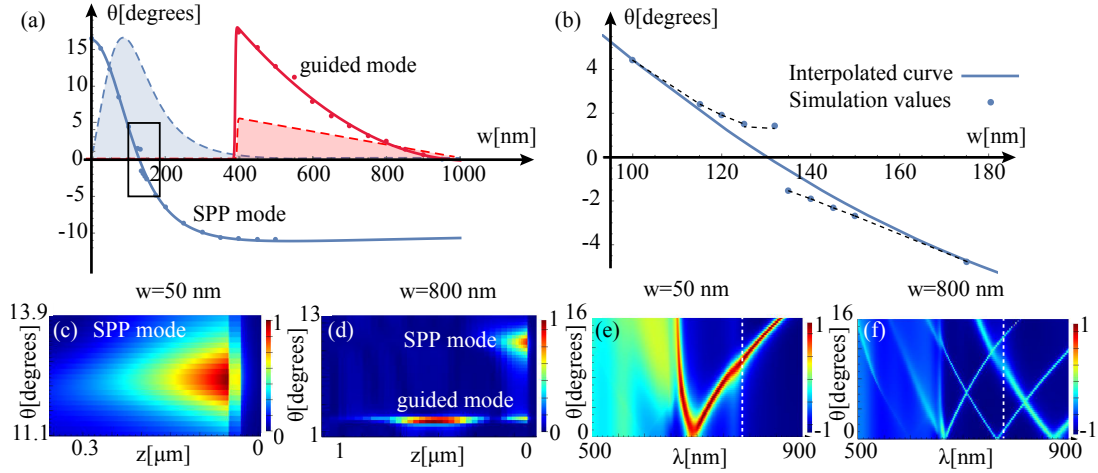 (a)
θ[degrees]
15
10
5
0
-5
-10
200
400
600
800
1000
w[nm]
guided mode
SPP mode
(b)
θ[degrees]
4
2
0
-2
-4
100
120
140
160
180
w[nm]
Interpolated curve
Simulation values
w=50 nm
(c)
SPP mode
13.9
θ[degrees]
11.1
0.3
z[μm]
0
1
0
w=800 nm
(d)
SPP mode
guided mode
13
θ[degrees]
1
1
z[μm]
0
1
0
w=50 nm
(e)
16
θ[degrees]
0
500
λ[nm]
900
1
-1
w=800 nm
(f)
16
θ[degrees]
0
500
λ[nm]
900
1
-1